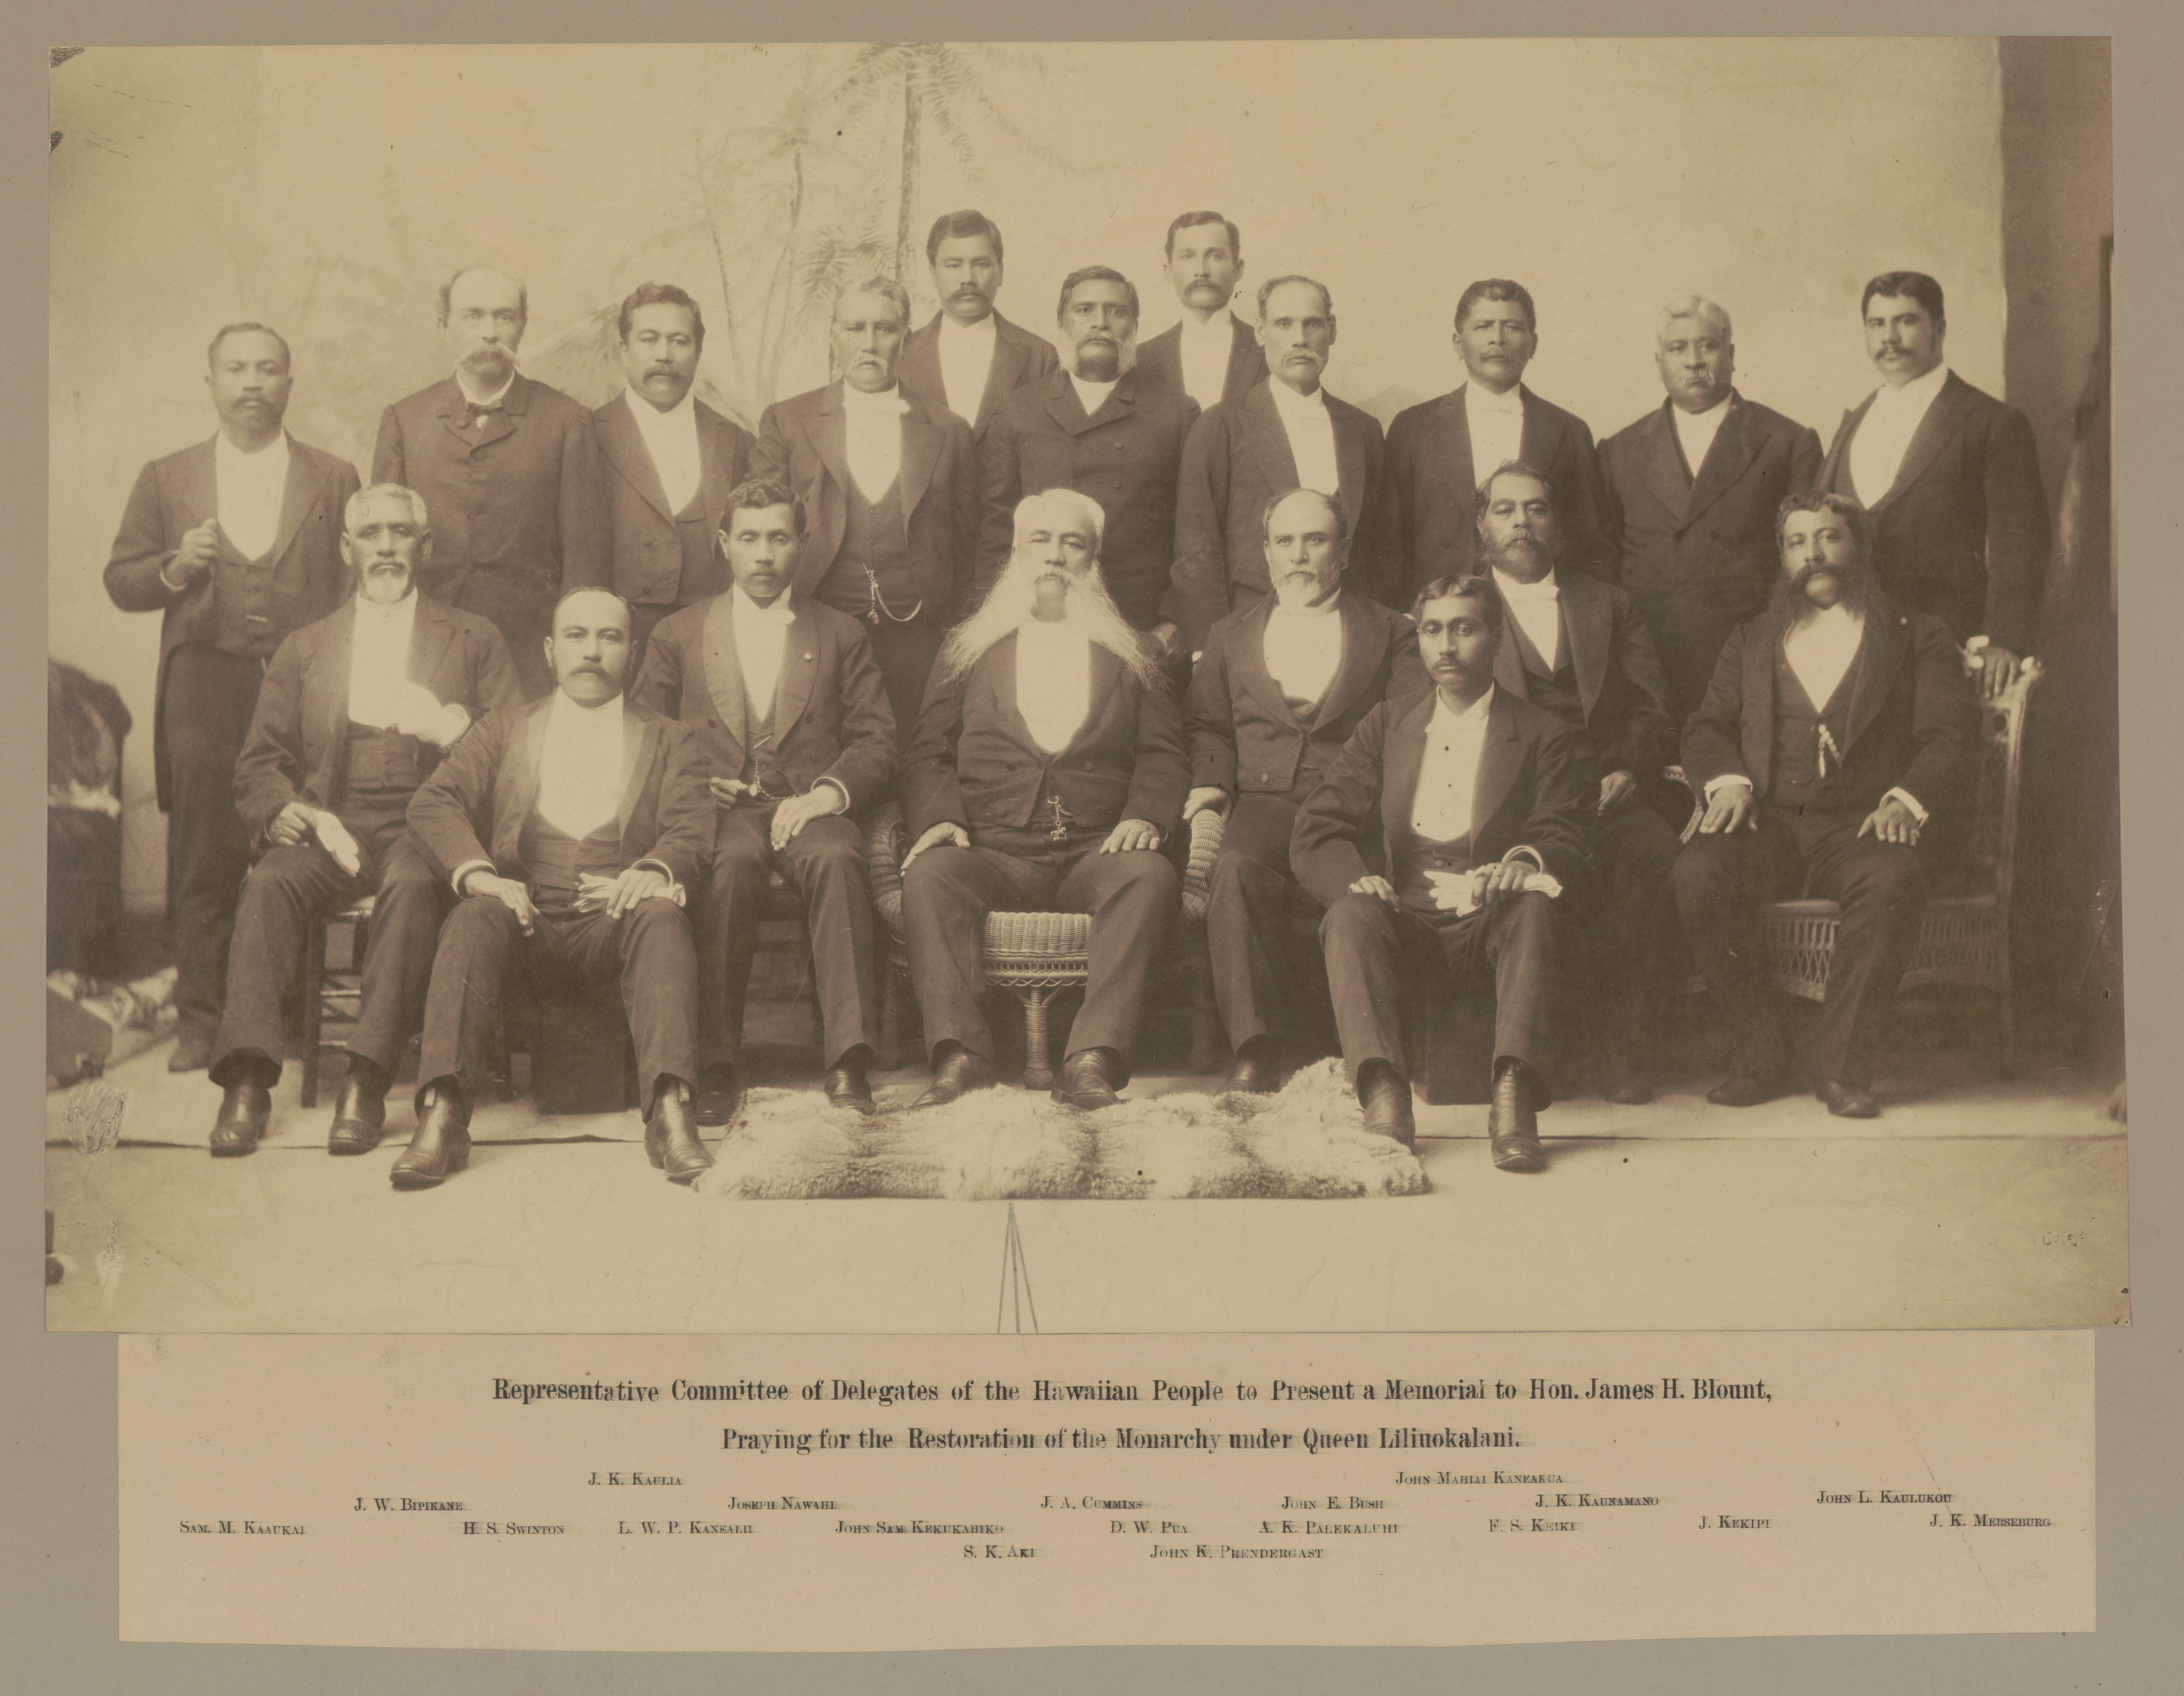 Representative Committee of Delegates of the Hawaiian People to Present a Memorial to Hon. James H. Blount,
Praying for the Restoration of the Monarchy under Queen Liliuokalani.
J. K. Kaulia John Mahiai Kaneakua
J. W. Bipikane Joseph Nawahi J. A. Cummins John E. Bush J. K. Kaunamano John L. Kaulukou
Sam. M. Kaaukai H. S. Swinton L. W. P. Kanealii John Sam Kekukahiko D. W. Pua A. K. Palekaluhi F. S. Keiki J. Kekipi J. K. Merseburg
S. K. Aki John K. Prendergast